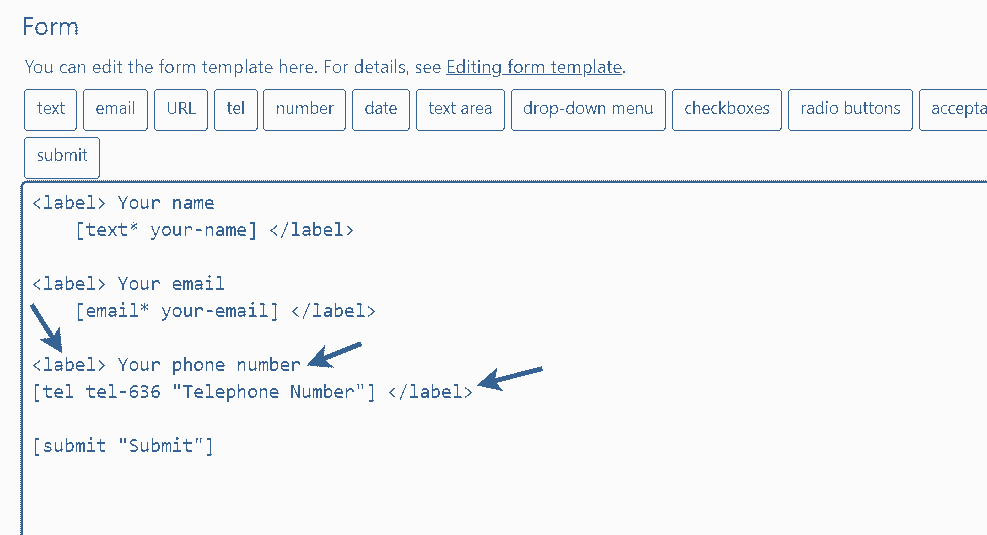 Form
You can edit the form template here. For details, see Editing form template.
text email URL tel number date text area drop-down menu checkboxes radio buttons
submit
<label> Your name
[text* your-name] </label>
<label> Your email
[email* your-email] </label>
<label> Your phone number
[tel tel-636 "Telephone Number"] </label>
[submit "Submit"]